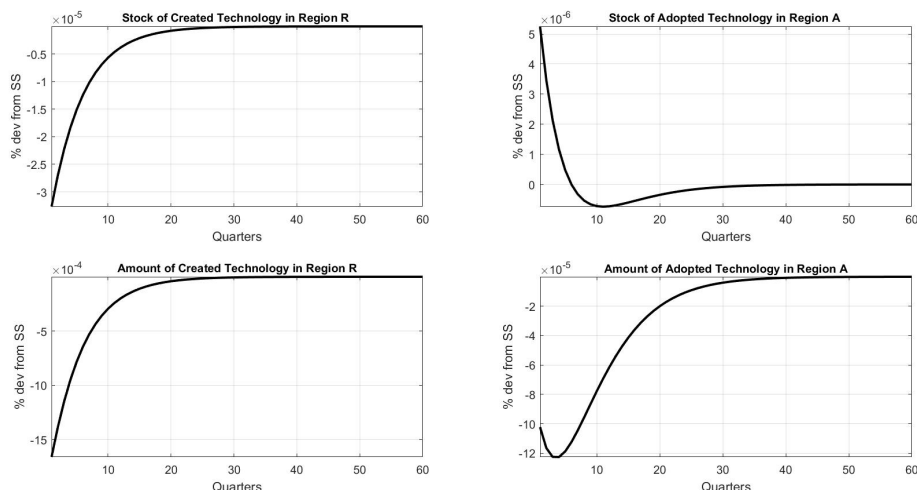 Stock of Created Technology in Region R
×10⁻⁵
-0.5
-1
-1.5
-2
-2.5
-3
% dev from SS
10 20 30 40 50 60
Quarters
Stock of Adopted Technology in Region A
×10⁻⁶
5
4
3
2
1
0
% dev from SS
10 20 30 40 50 60
Quarters
Amount of Created Technology in Region R
×10⁻⁴
-5
-10
-15
% dev from SS
10 20 30 40 50 60
Quarters
Amount of Adopted Technology in Region A
×10⁻⁵
-2
-4
-6
-8
-10
-12
% dev from SS
10 20 30 40 50 60
Quarters